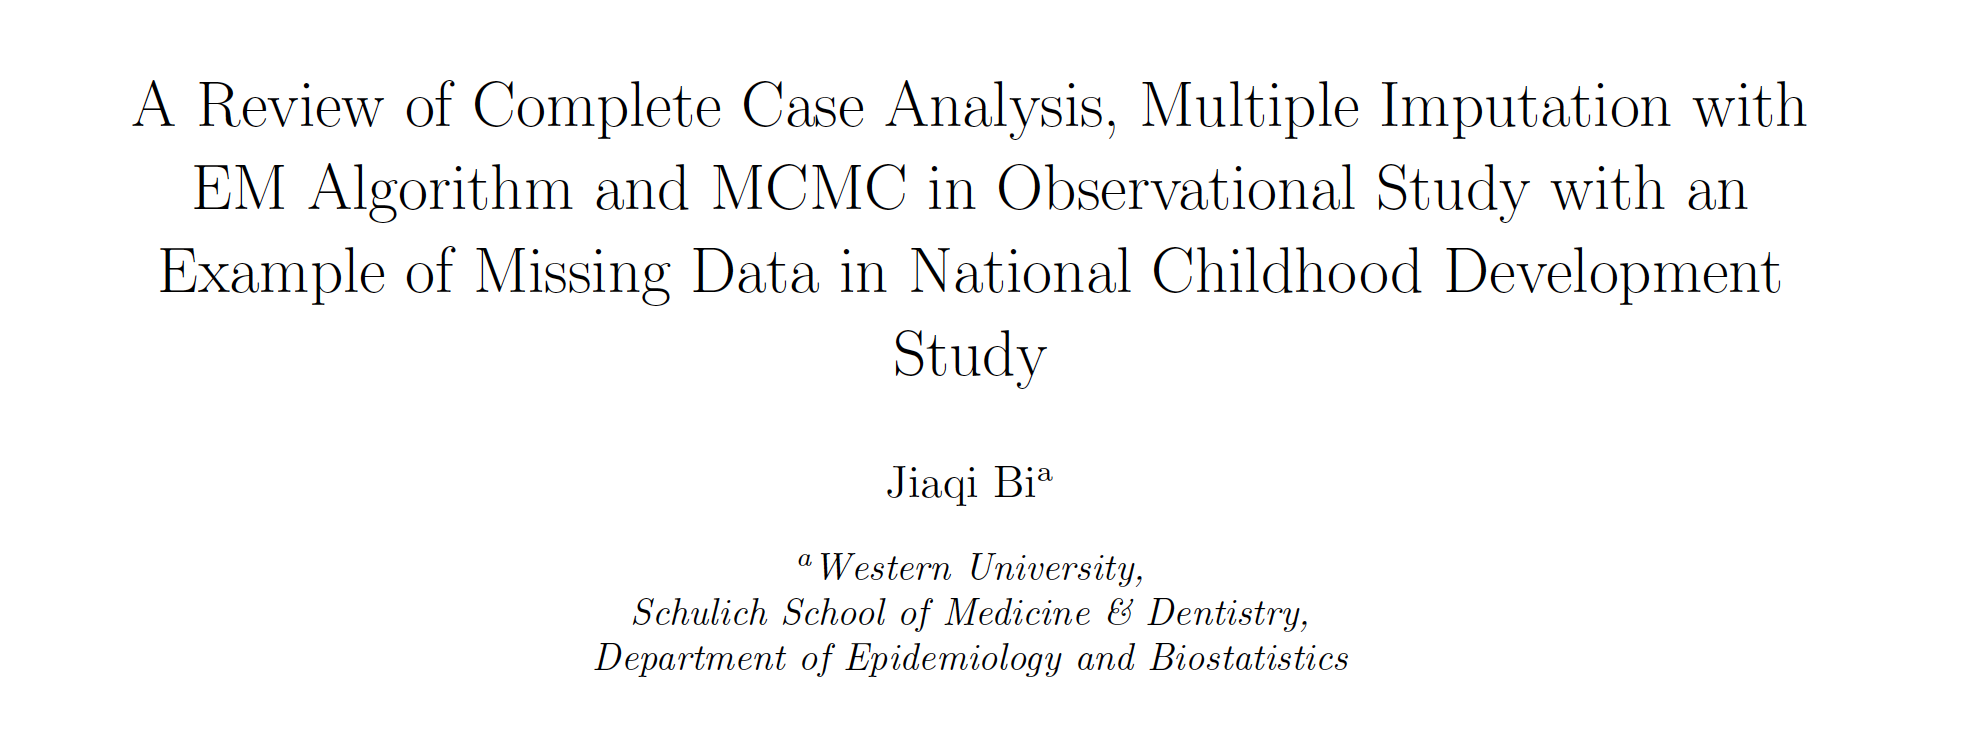 A Review of Complete Case Analysis, Multiple Imputation with
EM Algorithm and MCMC in Observational Study with an
Example of Missing Data in National Childhood Development
Study
Jiaqi Biᵃ
ᵃWestern University,
Schulich School of Medicine & Dentistry,
Department of Epidemiology and Biostatistics